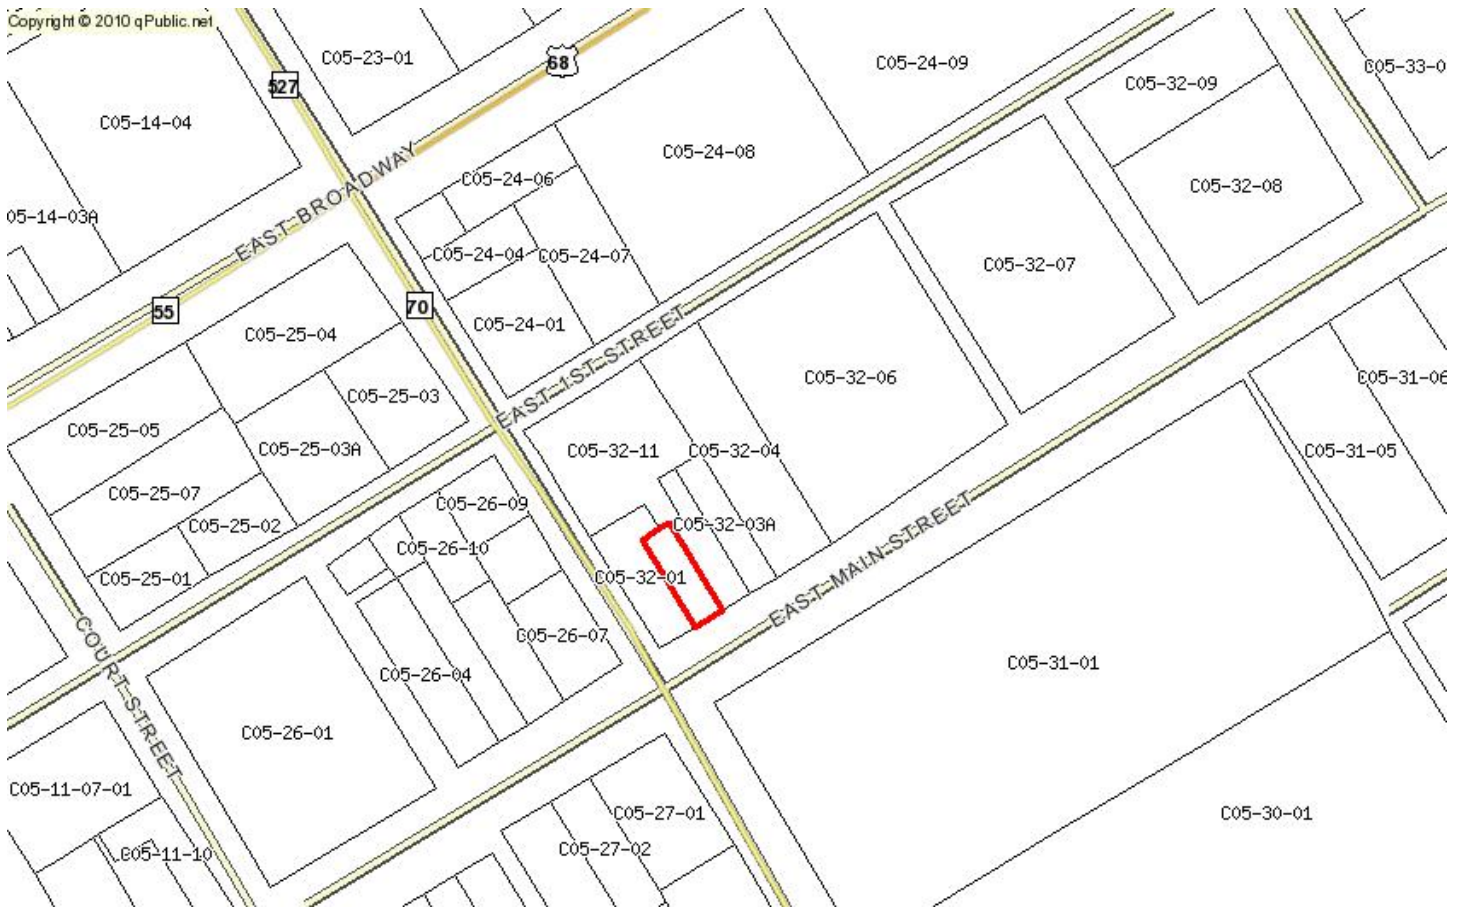 Copyright © 2010 qPublic.net
C05-23-01
68
C05-24-09
C05-33-0
527
C05-32-09
C05-14-04
C05-24-08
C05-24-06
C05-32-08
05-14-03A
EAST BROADWAY
C05-24-04
C05-24-07
C05-32-07
55
70
C05-24-01
C05-25-04
EAST 1ST STREET
C05-32-06
C05-31-06
C05-25-03
C05-25-05
C05-25-03A
C05-32-11
C05-32-04
C05-31-05
C05-25-07
C05-26-09
C05-25-02
C05-32-03A
EAST MAIN STREET
C05-26-10
C05-25-01
C05-32-01
COURT STREET
C05-26-07
C05-31-01
C05-26-04
C05-26-01
C05-11-07-01
C05-27-01
C05-30-01
C05-27-02
C05-11-10